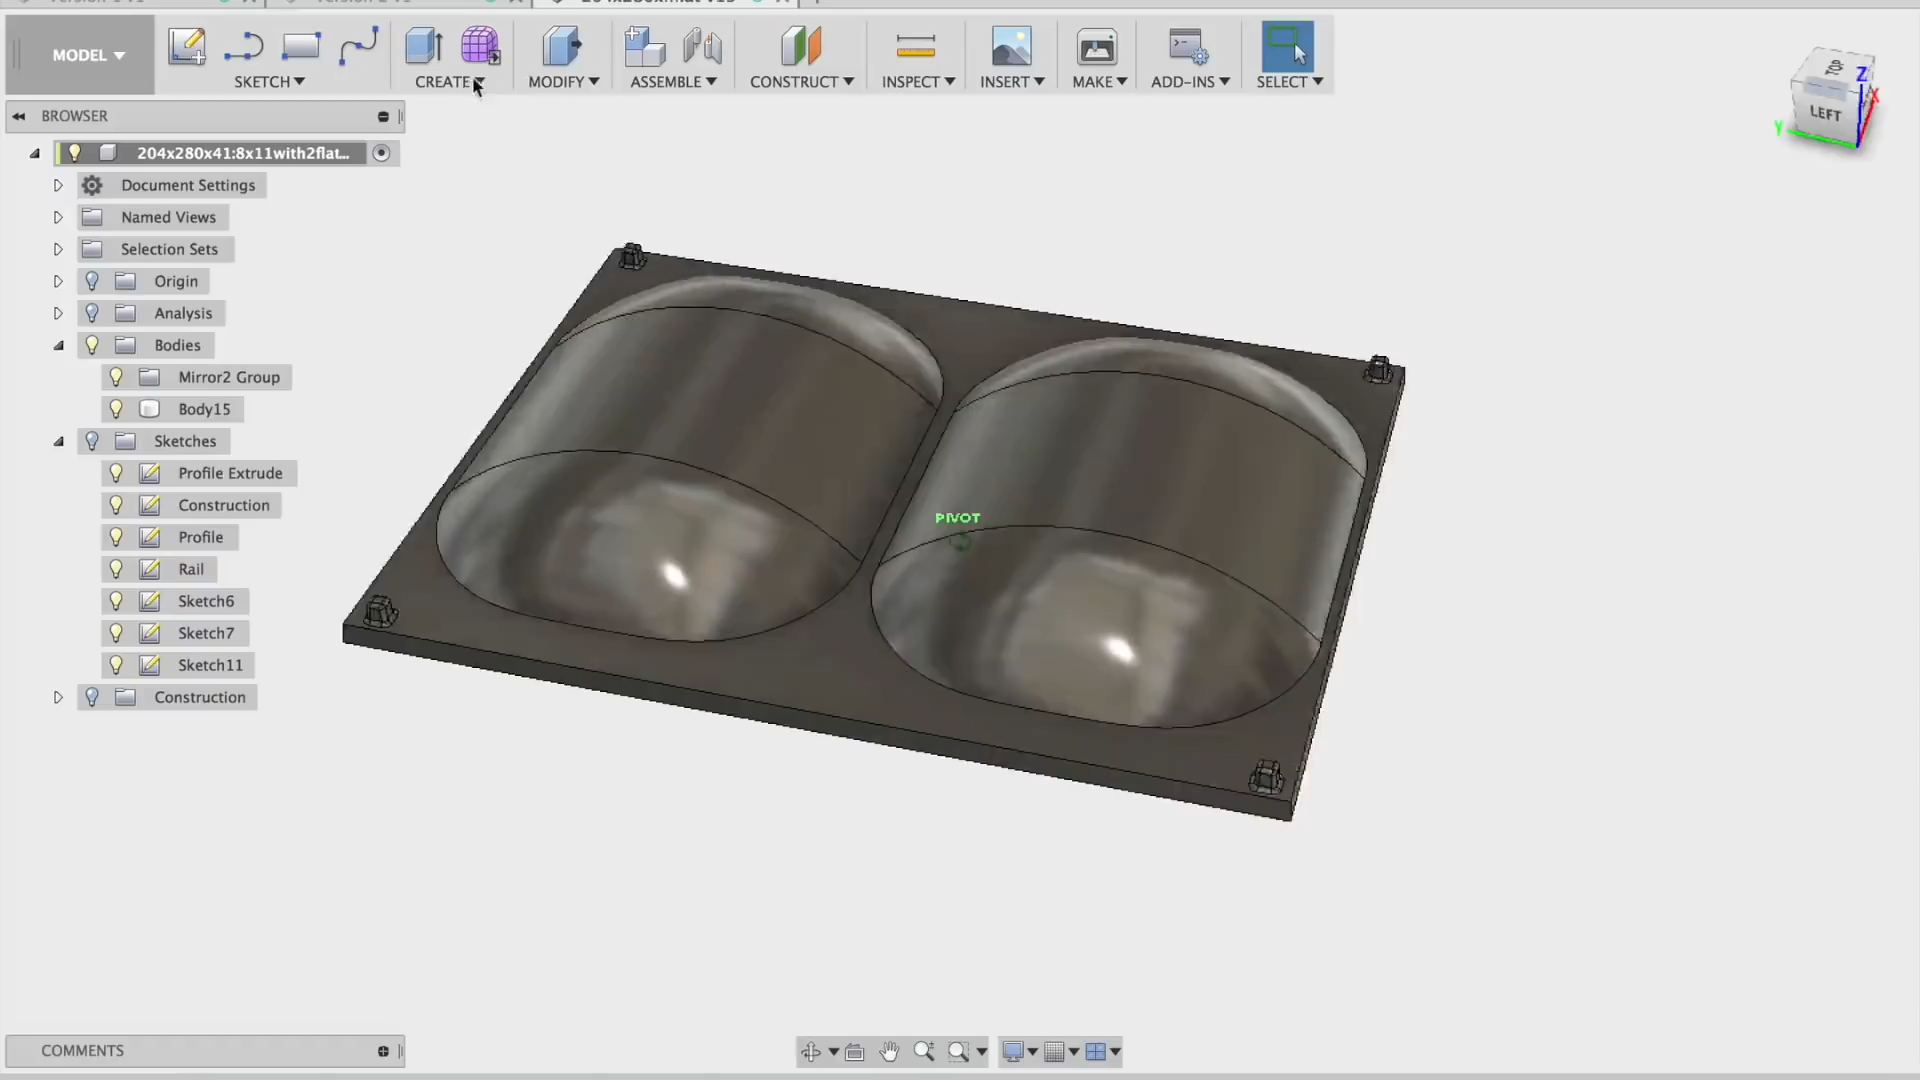 MODEL
SKETCH
CREATE
MODIFY
ASSEMBLE
CONSTRUCT
INSPECT
INSERT
MAKE
ADD-INS
SELECT
TOP
LEFT
Z
X
Y
BROWSER
204x280x41:8x11with2flat...
Document Settings
Named Views
Selection Sets
Origin
Analysis
Bodies
Mirror2 Group
Body15
Sketches
Profile Extrude
Construction
Profile
Rail
Sketch6
Sketch7
Sketch11
Construction
PIVOT
COMMENTS